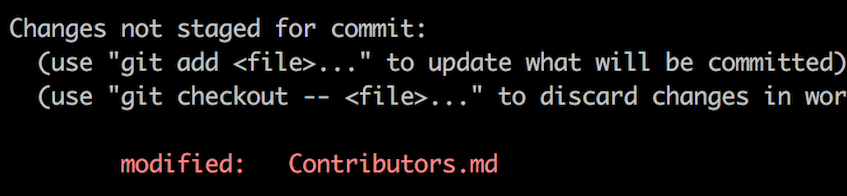 Changes not staged for commit:
(use "git add <file>..." to update what will be committed)
(use "git checkout -- <file>..." to discard changes in wor
modified: Contributors.md